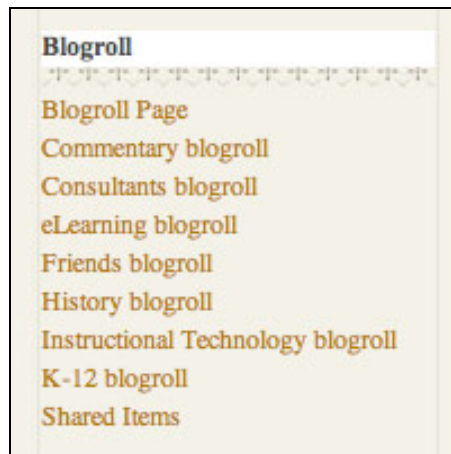 Blogroll
Blogroll Page
Commentary blogroll
Consultants blogroll
eLearning blogroll
Friends blogroll
History blogroll
Instructional Technology blogroll
K-12 blogroll
Shared Items